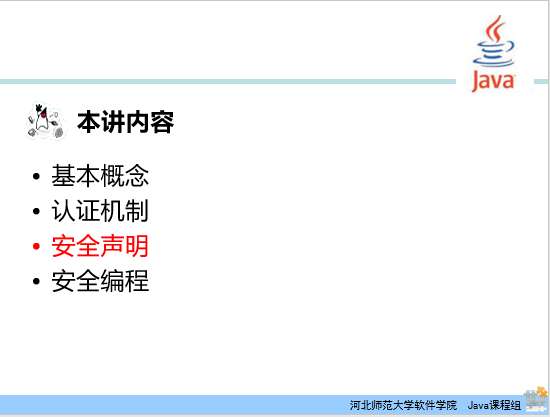 Java
本讲内容
• 基本概念
• 认证机制
• 安全声明
• 安全编程
河北师范大学软件学院 Java课程组